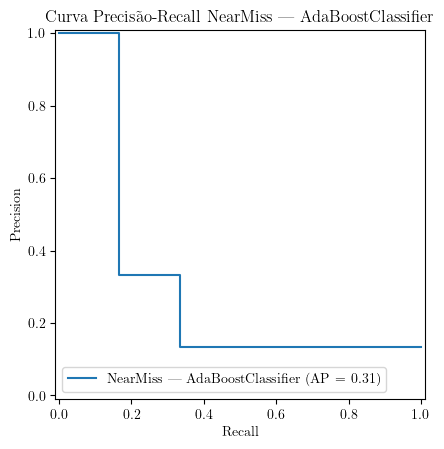 Curva Precisão-Recall NearMiss — AdaBoostClassifier
1.0
0.8
0.6
0.4
0.2
0.0
Precision
NearMiss — AdaBoostClassifier (AP = 0.31)
0.0 0.2 0.4 0.6 0.8 1.0
Recall